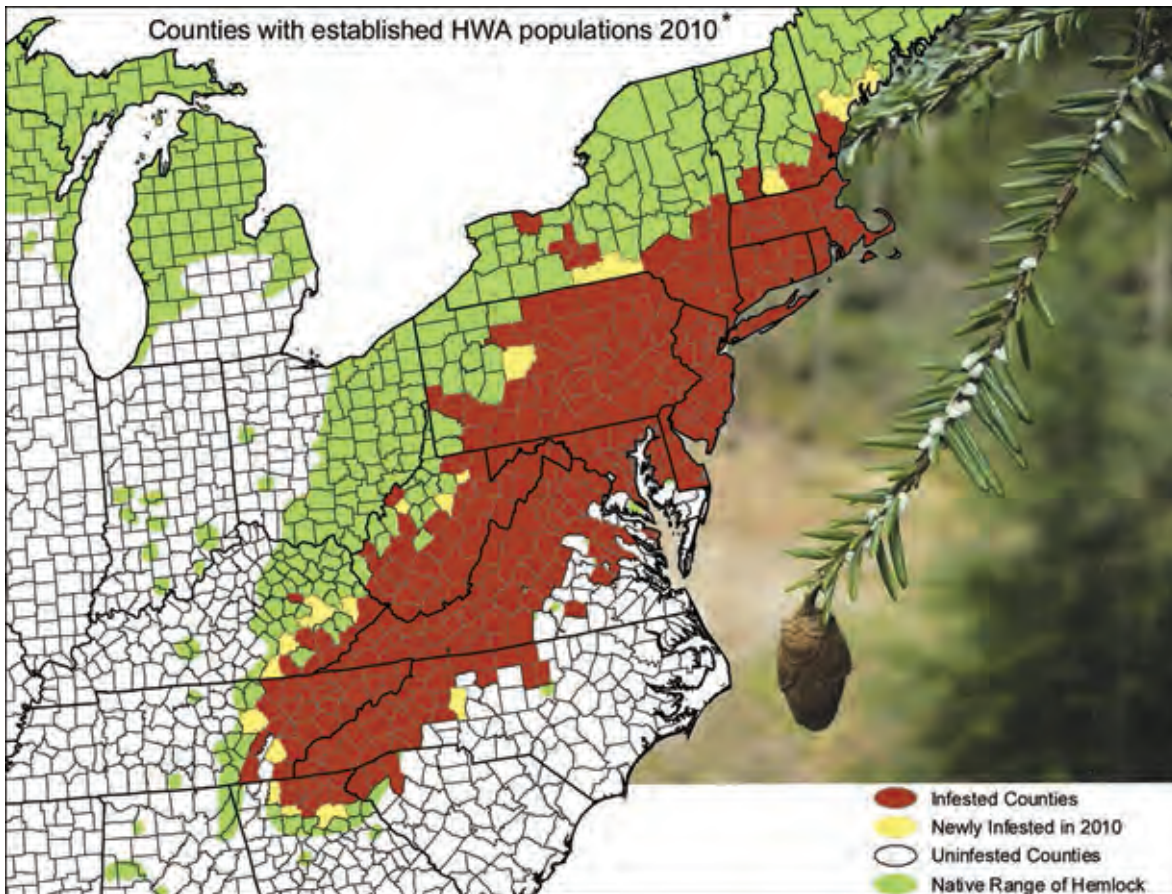 Counties with established HWA populations 2010*
Infested Counties
Newly Infested in 2010
Uninfested Counties
Native Range of Hemlock